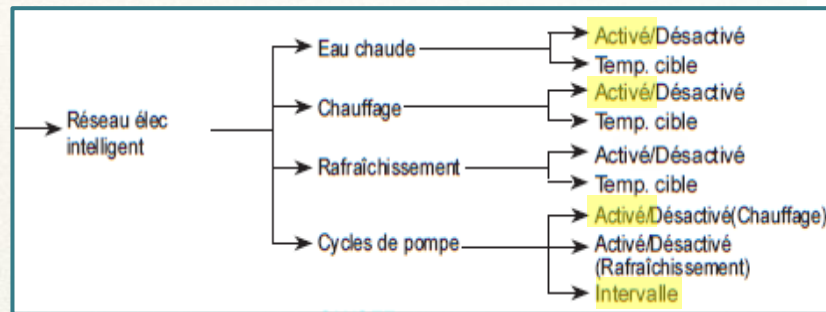 Réseau élec
intelligent
Eau chaude
Activé/Désactivé
Temp. cible
Chauffage
Activé/Désactivé
Temp. cible
Rafraîchissement
Activé/Désactivé
Temp. cible
Cycles de pompe
Activé/Désactivé(Chauffage)
Activé/Désactivé
(Rafraîchissement)
Intervalle